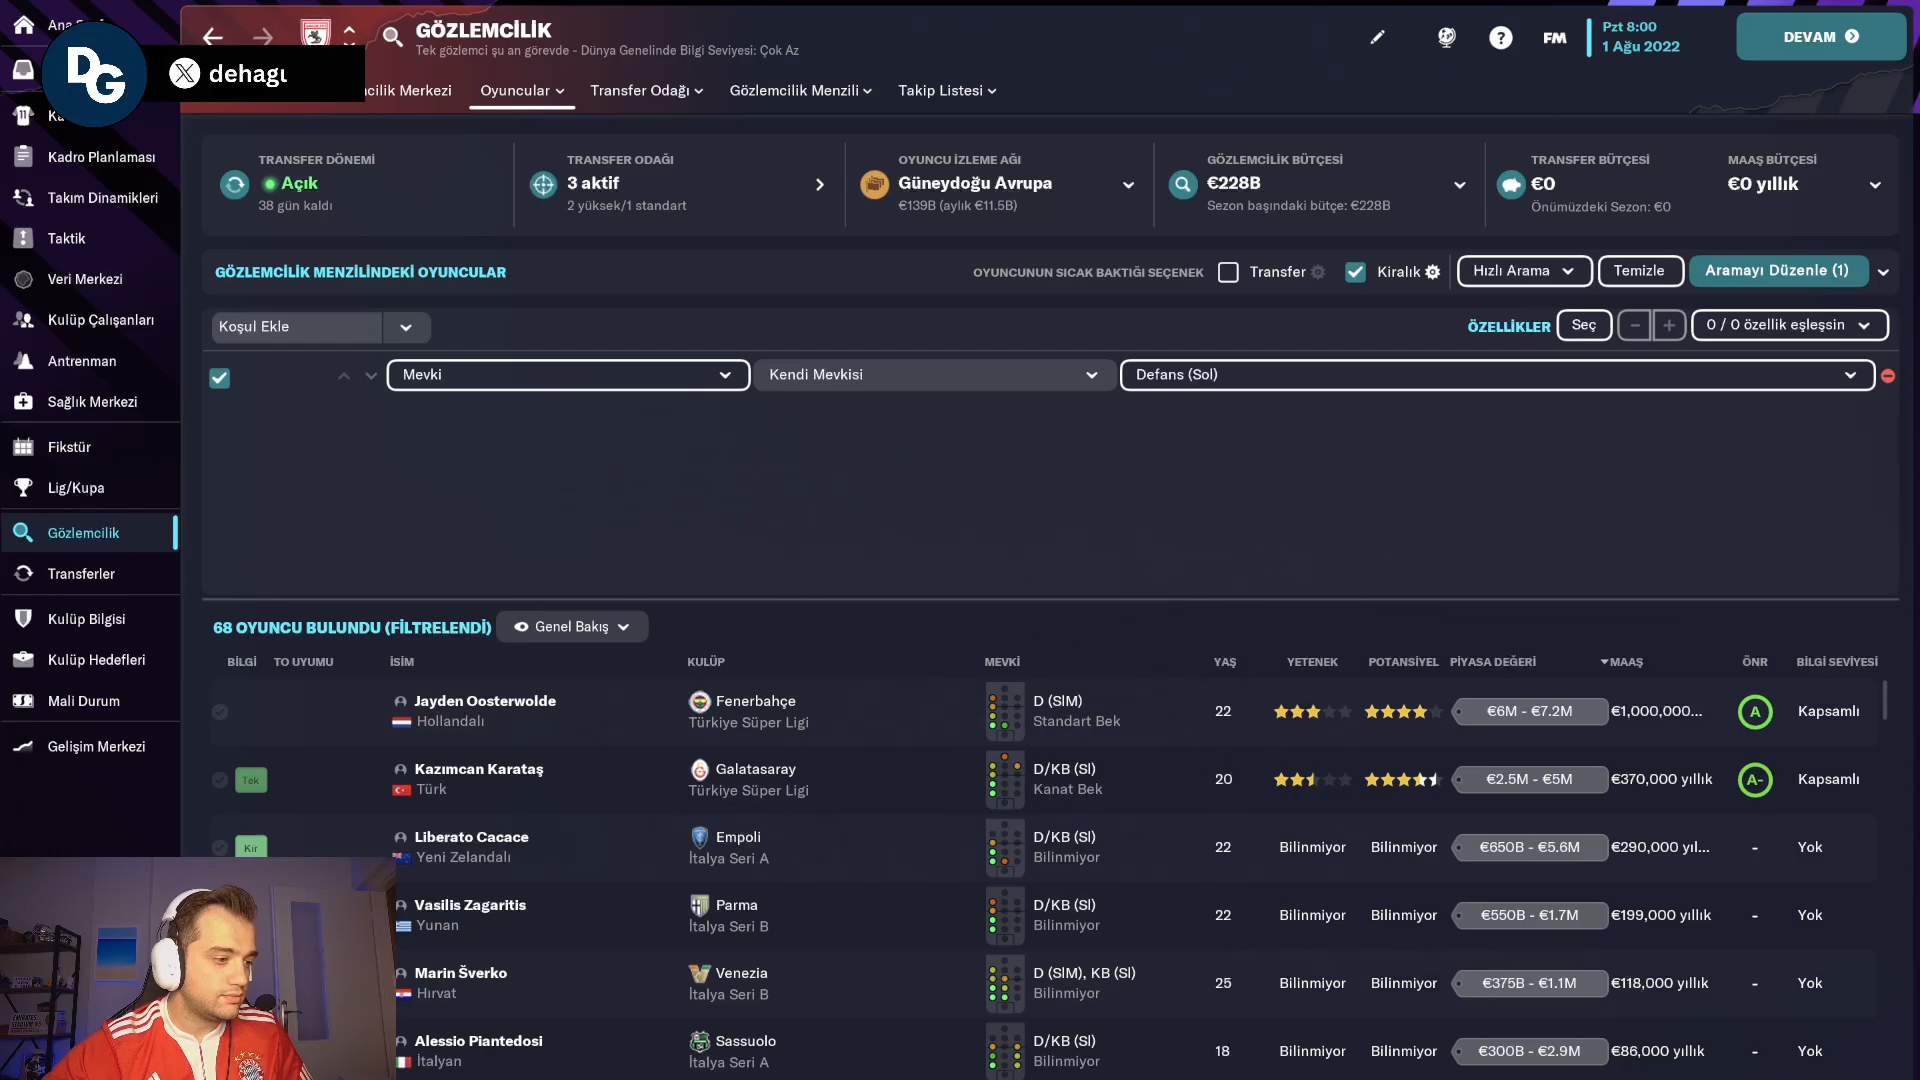 GÖZLEMCİLİK
Tek gözlemci şu an görevde - Dünya Genelinde Bilgi Seviyesi: Çok Az
FM
Pzt 8:00
1 Ağu 2022
DEVAM
DG
dehagu
cilik Merkezi
Oyuncular
Transfer Odağı
Gözlemcilik Menzili
Takip Listesi
Kadro Planlaması
Takım Dinamikleri
Taktik
Veri Merkezi
Kulüp Çalışanları
Antrenman
Sağlık Merkezi
Fikstür
Lig/Kupa
Gözlemcilik
Transferler
Kulüp Bilgisi
Kulüp Hedefleri
Mali Durum
Gelişim Merkezi
TRANSFER DÖNEMİ
Açık
38 gün kaldı
TRANSFER ODAĞI
3 aktif
2 yüksek/1 standart
OYUNCU İZLEME AĞI
Güneydoğu Avrupa
€139B (aylık €11.5B)
GÖZLEMCİLİK BÜTÇESİ
€228B
Sezon başındaki bütçe: €228B
TRANSFER BÜTÇESİ
€0
Önümüzdeki Sezon: €0
MAAŞ BÜTÇESİ
€0 yıllık
GÖZLEMCİLİK MENZİLİNDEKİ OYUNCULAR
OYUNCUNUN SICAK BAKTIĞI SEÇENEK
Transfer
Kiralık
Hızlı Arama
Temizle
Aramayı Düzenle (1)
Koşul Ekle
ÖZELLİKLER
Seç
0 / 0 özellik eşleşsin
Mevki
Kendi Mevkisi
Defans (Sol)
68 OYUNCU BULUNDU (FİLTRELENDİ)
Genel Bakış
BİLGİ TO UYUMU İSİM KULÜP MEVKİ YAŞ YETENEK POTANSİYEL PİYASA DEĞERİ MAAŞ ÖNR BİLGİ SEVİYESİ
Jayden Oosterwolde Fenerbahçe D (SlM) 22 €6M - €7.2M €1,000,000... A Kapsamlı
Hollandalı Türkiye Süper Ligi Standart Bek
Tek Kazımcan Karataş Galatasaray D/KB (Sl) 20 €2.5M - €5M €370,000 yıllık A- Kapsamlı
Türk Türkiye Süper Ligi Kanat Bek
Kir Liberato Cacace Empoli D/KB (Sl) 22 Bilinmiyor Bilinmiyor €650B - €5.6M €290,000 yıl... - Yok
Yeni Zelandalı İtalya Seri A Bilinmiyor
Vasilis Zagaritis Parma D/KB (Sl) 22 Bilinmiyor Bilinmiyor €550B - €1.7M €199,000 yıllık - Yok
Yunan İtalya Seri B Bilinmiyor
Marin Šverko Venezia D (SlM), KB (Sl) 25 Bilinmiyor Bilinmiyor €375B - €1.1M €118,000 yıllık - Yok
Hırvat İtalya Seri B Bilinmiyor
Alessio Piantedosi Sassuolo D/KB (Sl) 18 Bilinmiyor Bilinmiyor €300B - €2.9M €86,000 yıllık - Yok
İtalyan İtalya Seri A Bilinmiyor